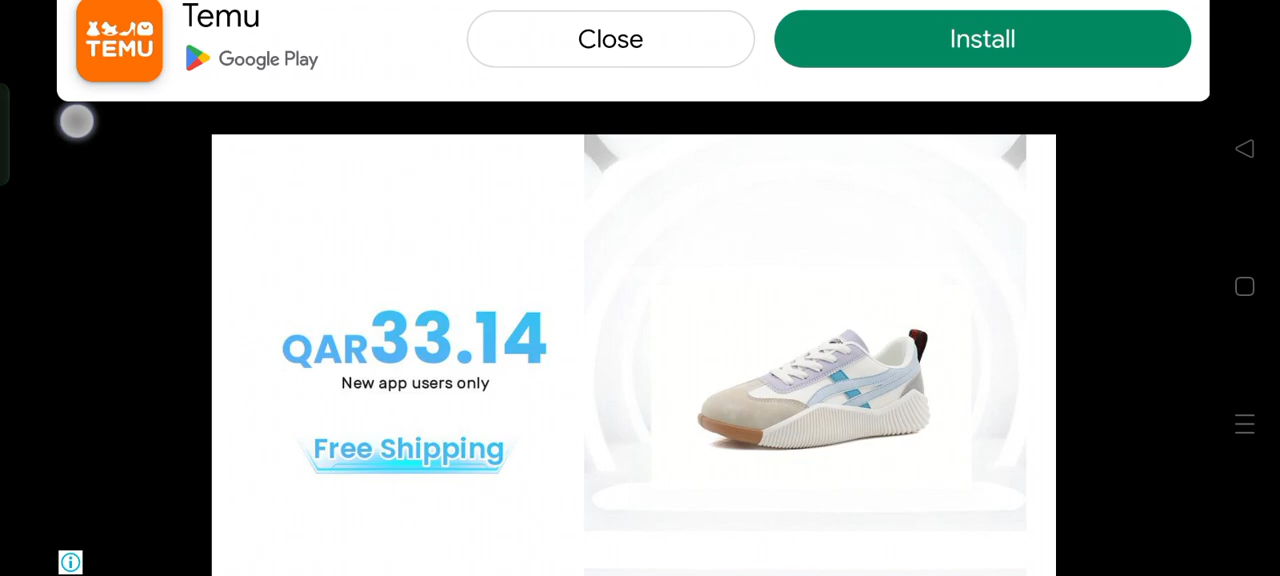 Temu
TEMU
Google Play
Close
Install
QAR33.14
New app users only
Free Shipping